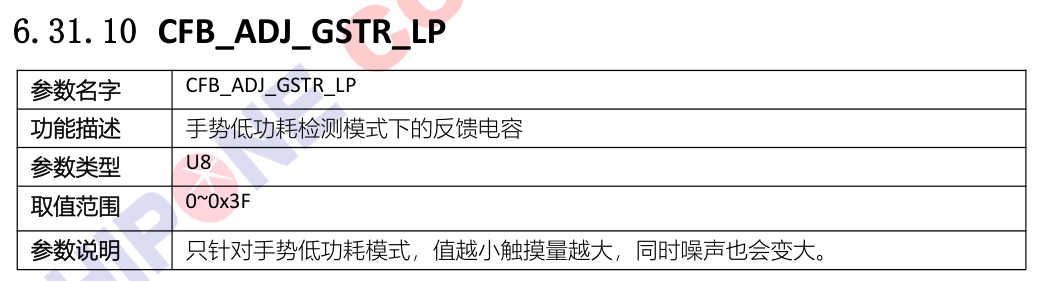 6.31.10 CFB_ADJ_GSTR_LP
参数名字 CFB_ADJ_GSTR_LP
功能描述 手势低功耗检测模式下的反馈电容
参数类型 U8
取值范围 0~0x3F
参数说明 只针对手势低功耗模式，值越小触摸量越大，同时噪声也会变大。
CHIPONE CO